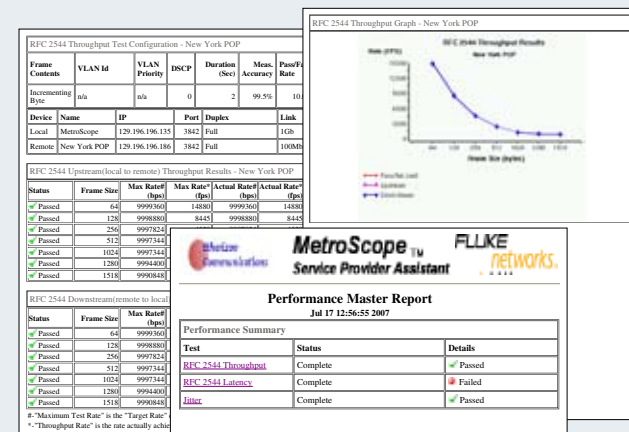 RFC 2544 Throughput Test Configuration - New York POP
Frame Contents VLAN Id VLAN Priority DSCP Duration (Sec) Meas. Accuracy Rate
Incrementing Byte n/a n/a 0 2 99.5% 10.
Device Name IP Port Duplex Link
Local MetroScope 129.196.196.135 3842 Full 1Gb
Remote New York POP 129.196.196.186 3842 Full 100Mb
RFC 2544 Upstream(local to remote) Throughput Results - New York POP
Status Frame Size Max Rate# (bps) Max Rate* (fps) Actual Rate# (bps) Actual Rate* (fps)
Passed 64 9999360 14880 9999360 14880
Passed 128 9998880 8445 9998880 8445
Passed 256 9997824
Passed 512 9997344
Passed 1024 9997344
Passed 1280 9994400
Passed 1518 9990848
RFC 2544 Downstream(remote to local)
Status Frame Size Max Rate# (bps)
Passed 64 9999360
Passed 128 9998880
Passed 256 9997824
Passed 512 9997344
Passed 1024 9997344
Passed 1280 9994400
Passed 1518 9990848
#-"Maximum Test Rate" is the "Target Rate"
*-"Throughput Rate" is the rate actually achie
RFC 2544 Throughput Graph - New York POP
RFC 2544 Throughput Results
New York POP
Rate (FPS)
Frame Size (bytes)
Upstream
Downstream
Communications
MetroScope TM
Service Provider Assistant
FLUKE networks.
Performance Master Report
Jul 17 12:56:55 2007
Performance Summary
Test Status Details
RFC 2544 Throughput Complete Passed
RFC 2544 Latency Complete Failed
Jitter Complete Passed